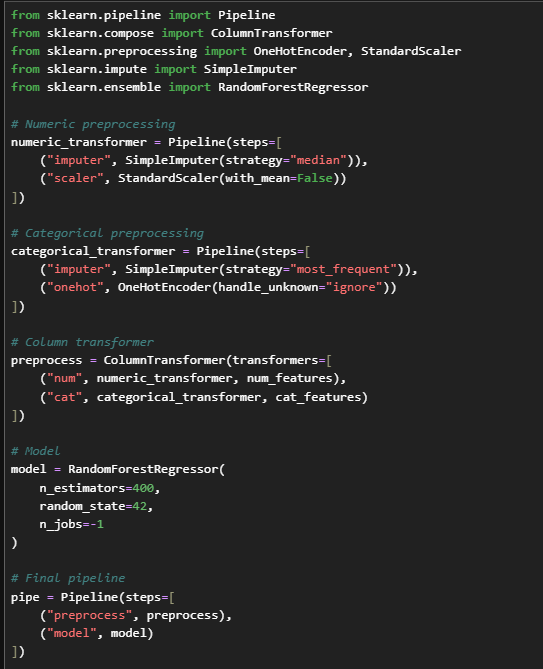 from sklearn.pipeline import Pipeline
from sklearn.compose import ColumnTransformer
from sklearn.preprocessing import OneHotEncoder, StandardScaler
from sklearn.impute import SimpleImputer
from sklearn.ensemble import RandomForestRegressor

# Numeric preprocessing
numeric_transformer = Pipeline(steps=[
    ("imputer", SimpleImputer(strategy="median")),
    ("scaler", StandardScaler(with_mean=False))
])

# Categorical preprocessing
categorical_transformer = Pipeline(steps=[
    ("imputer", SimpleImputer(strategy="most_frequent")),
    ("onehot", OneHotEncoder(handle_unknown="ignore"))
])

# Column transformer
preprocess = ColumnTransformer(transformers=[
    ("num", numeric_transformer, num_features),
    ("cat", categorical_transformer, cat_features)
])

# Model
model = RandomForestRegressor(
    n_estimators=400,
    random_state=42,
    n_jobs=-1
)

# Final pipeline
pipe = Pipeline(steps=[
    ("preprocess", preprocess),
    ("model", model)
])